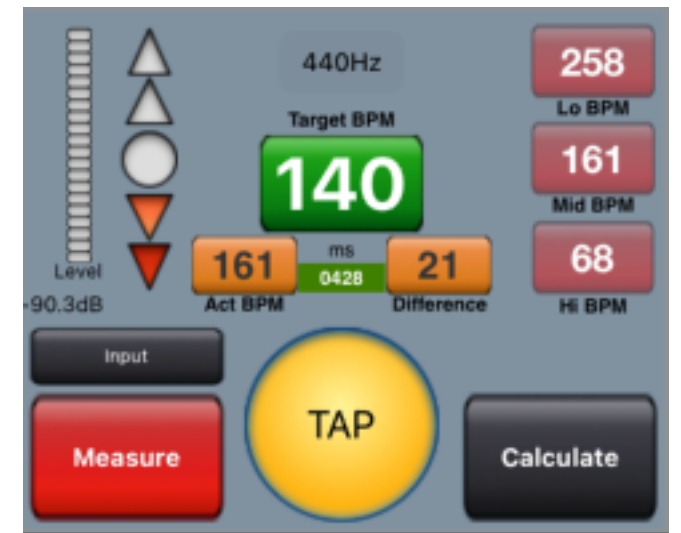 440Hz
258
Lo BPM
Target BPM
140
161
Mid BPM
161
Act BPM
ms
0428
21
Difference
68
Hi BPM
Level
-90.3dB
Input
Measure
TAP
Calculate